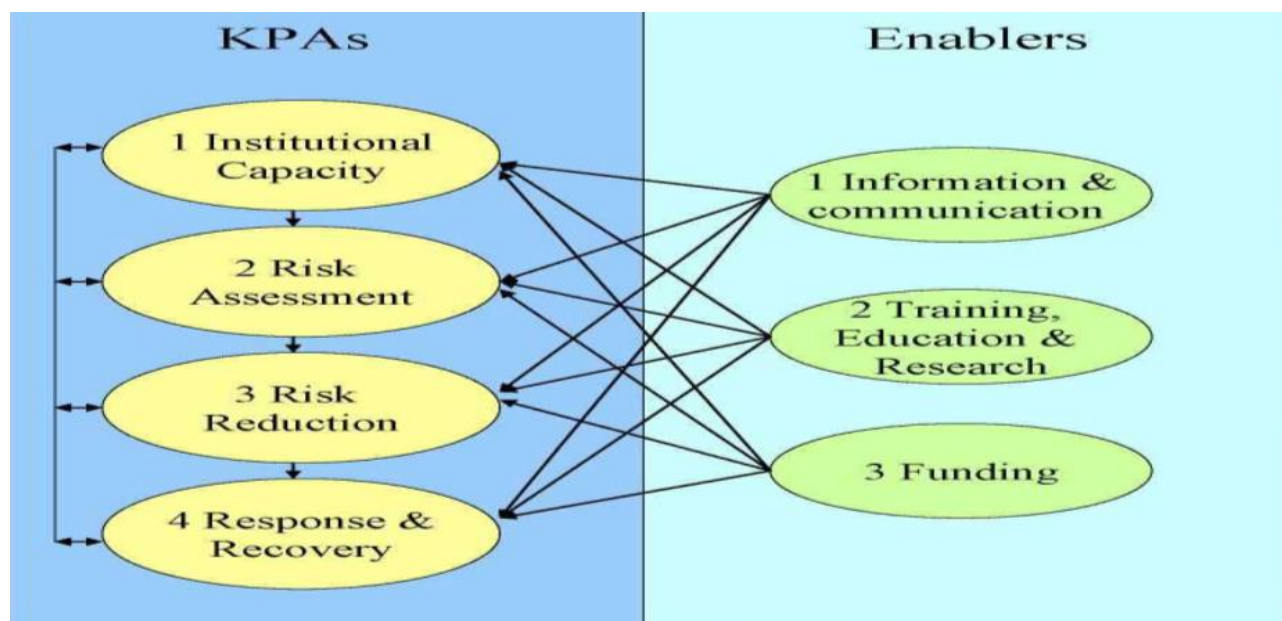 KPAs
1 Institutional
Capacity
2 Risk
Assessment
3 Risk
Reduction
4 Response &
Recovery
Enablers
1 Information &
communication
2 Training,
Education &
Research
3 Funding